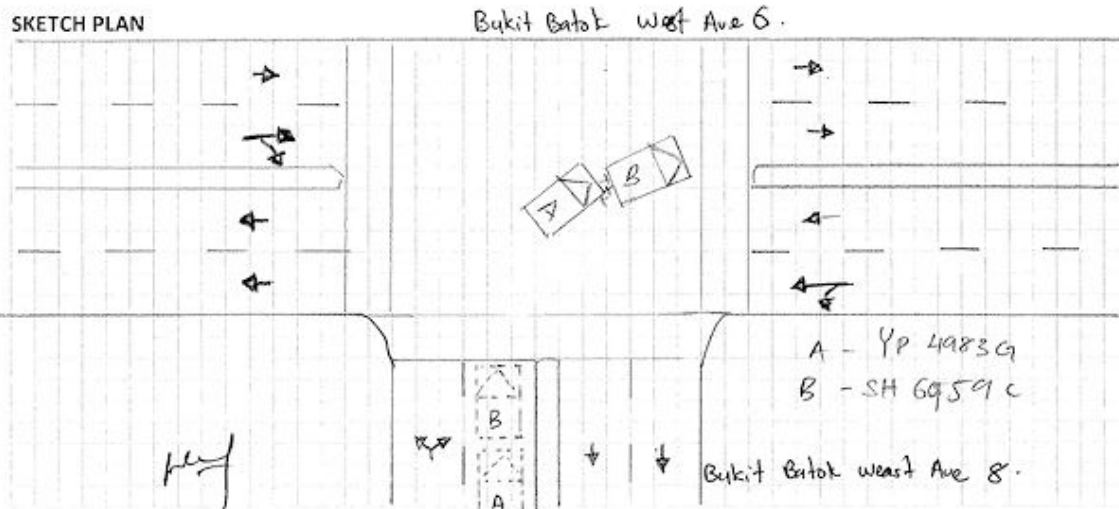 SKETCH PLAN
Bukit Batok West Ave 6.
B
A
A - YP 4983G
B - SH 6959C
B
A
Bukit Batok weast Ave 8.